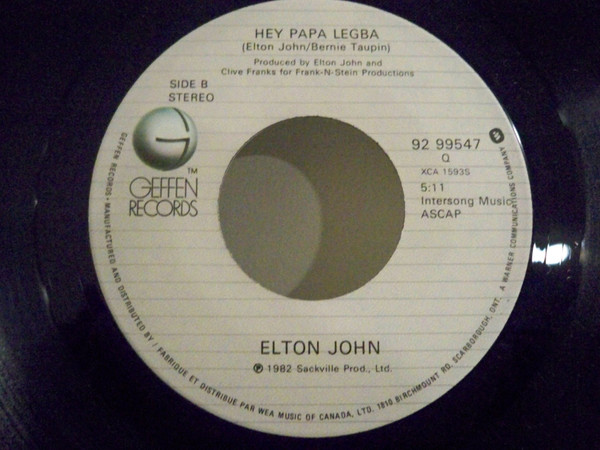 HEY PAPA LEGBA
(Elton John/Bernie Taupin)
Produced by Elton John and
Clive Franks for Frank-N-Stein Productions
SIDE B
STEREO
G
™
GEFFEN
RECORDS
92 99547
Q
XCA 15935
5:11
Intersong Music
ASCAP
ELTON JOHN
℗ 1982 Sackville Prod., Ltd.
GEFFEN RECORDS • MANUFACTURED AND DISTRIBUTED BY / FABRIQUE ET DISTRIBUE PAR WEA MUSIC OF CANADA, LTD. 1810 BIRCHMOUNT RD. SCARBOROUGH, ONT. A WARNER COMMUNICATIONS COMPANY